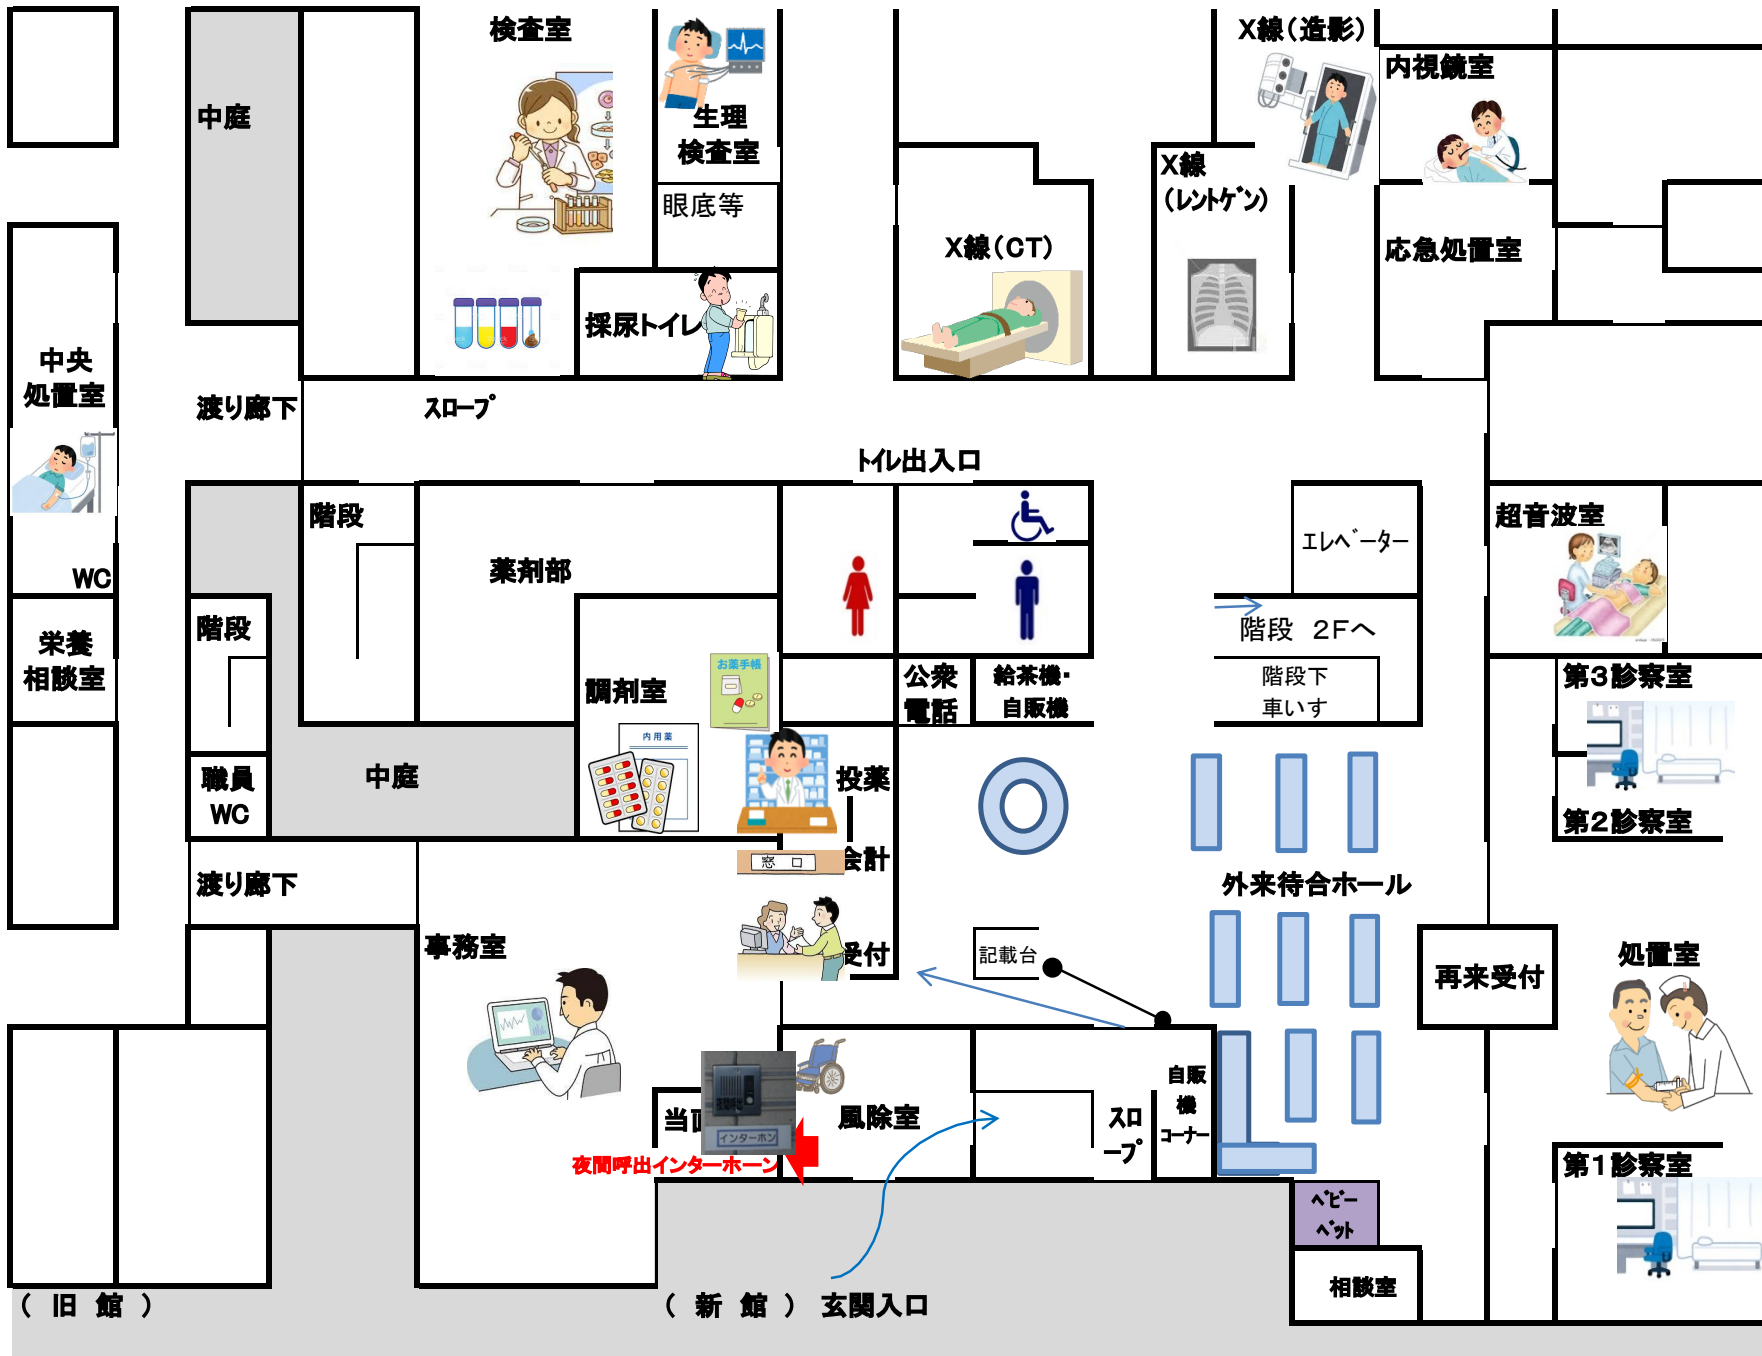 検査室
X線(造影)
内視鏡室
中庭
生理
検査室
X線
(レントゲン)
眼底等
X線(CT)
応急処置室
採尿トイレ
中央
処置室
渡り廊下
スロープ
トイレ出入口
階段
超音波室
エレベーター
薬剤部
WC
階段
階段 2Fへ
栄養
相談室
お薬手帳
調剤室
公衆
電話
給茶機・
自販機
階段下
車いす
第3診察室
内用薬
職員
WC
中庭
投薬
第2診察室
窓口
会計
渡り廊下
外来待合ホール
事務室
受付
記載台
再来受付
処置室
自販
機
コーナー
当
風除室
スロ
ープ
インターホン
夜間呼出インターホーン
第1診察室
ベビー
ベット
相談室
( 旧 館 )
( 新 館 ) 玄関入口